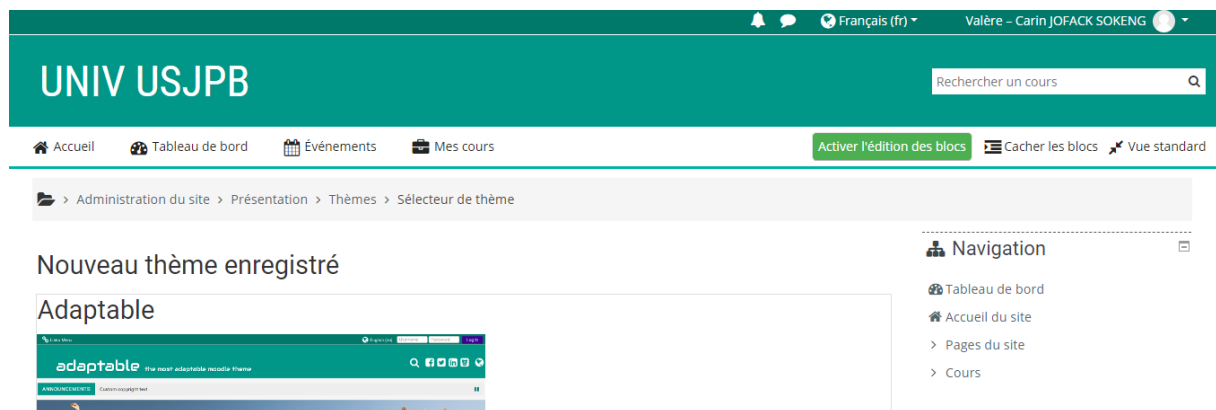 Français (fr) Valère – Carin JOFACK SOKENG
UNIV USJPB
Rechercher un cours
Accueil Tableau de bord Événements Mes cours Activer l'édition des blocs Cacher les blocs Vue standard
> Administration du site > Présentation > Thèmes > Sélecteur de thème
Navigation
Nouveau thème enregistré
Tableau de bord
Adaptable
Accueil du site
> Pages du site
> Cours
adaptable the most adaptable moodle theme
ANNOUNCEMENTS Custom copyright text